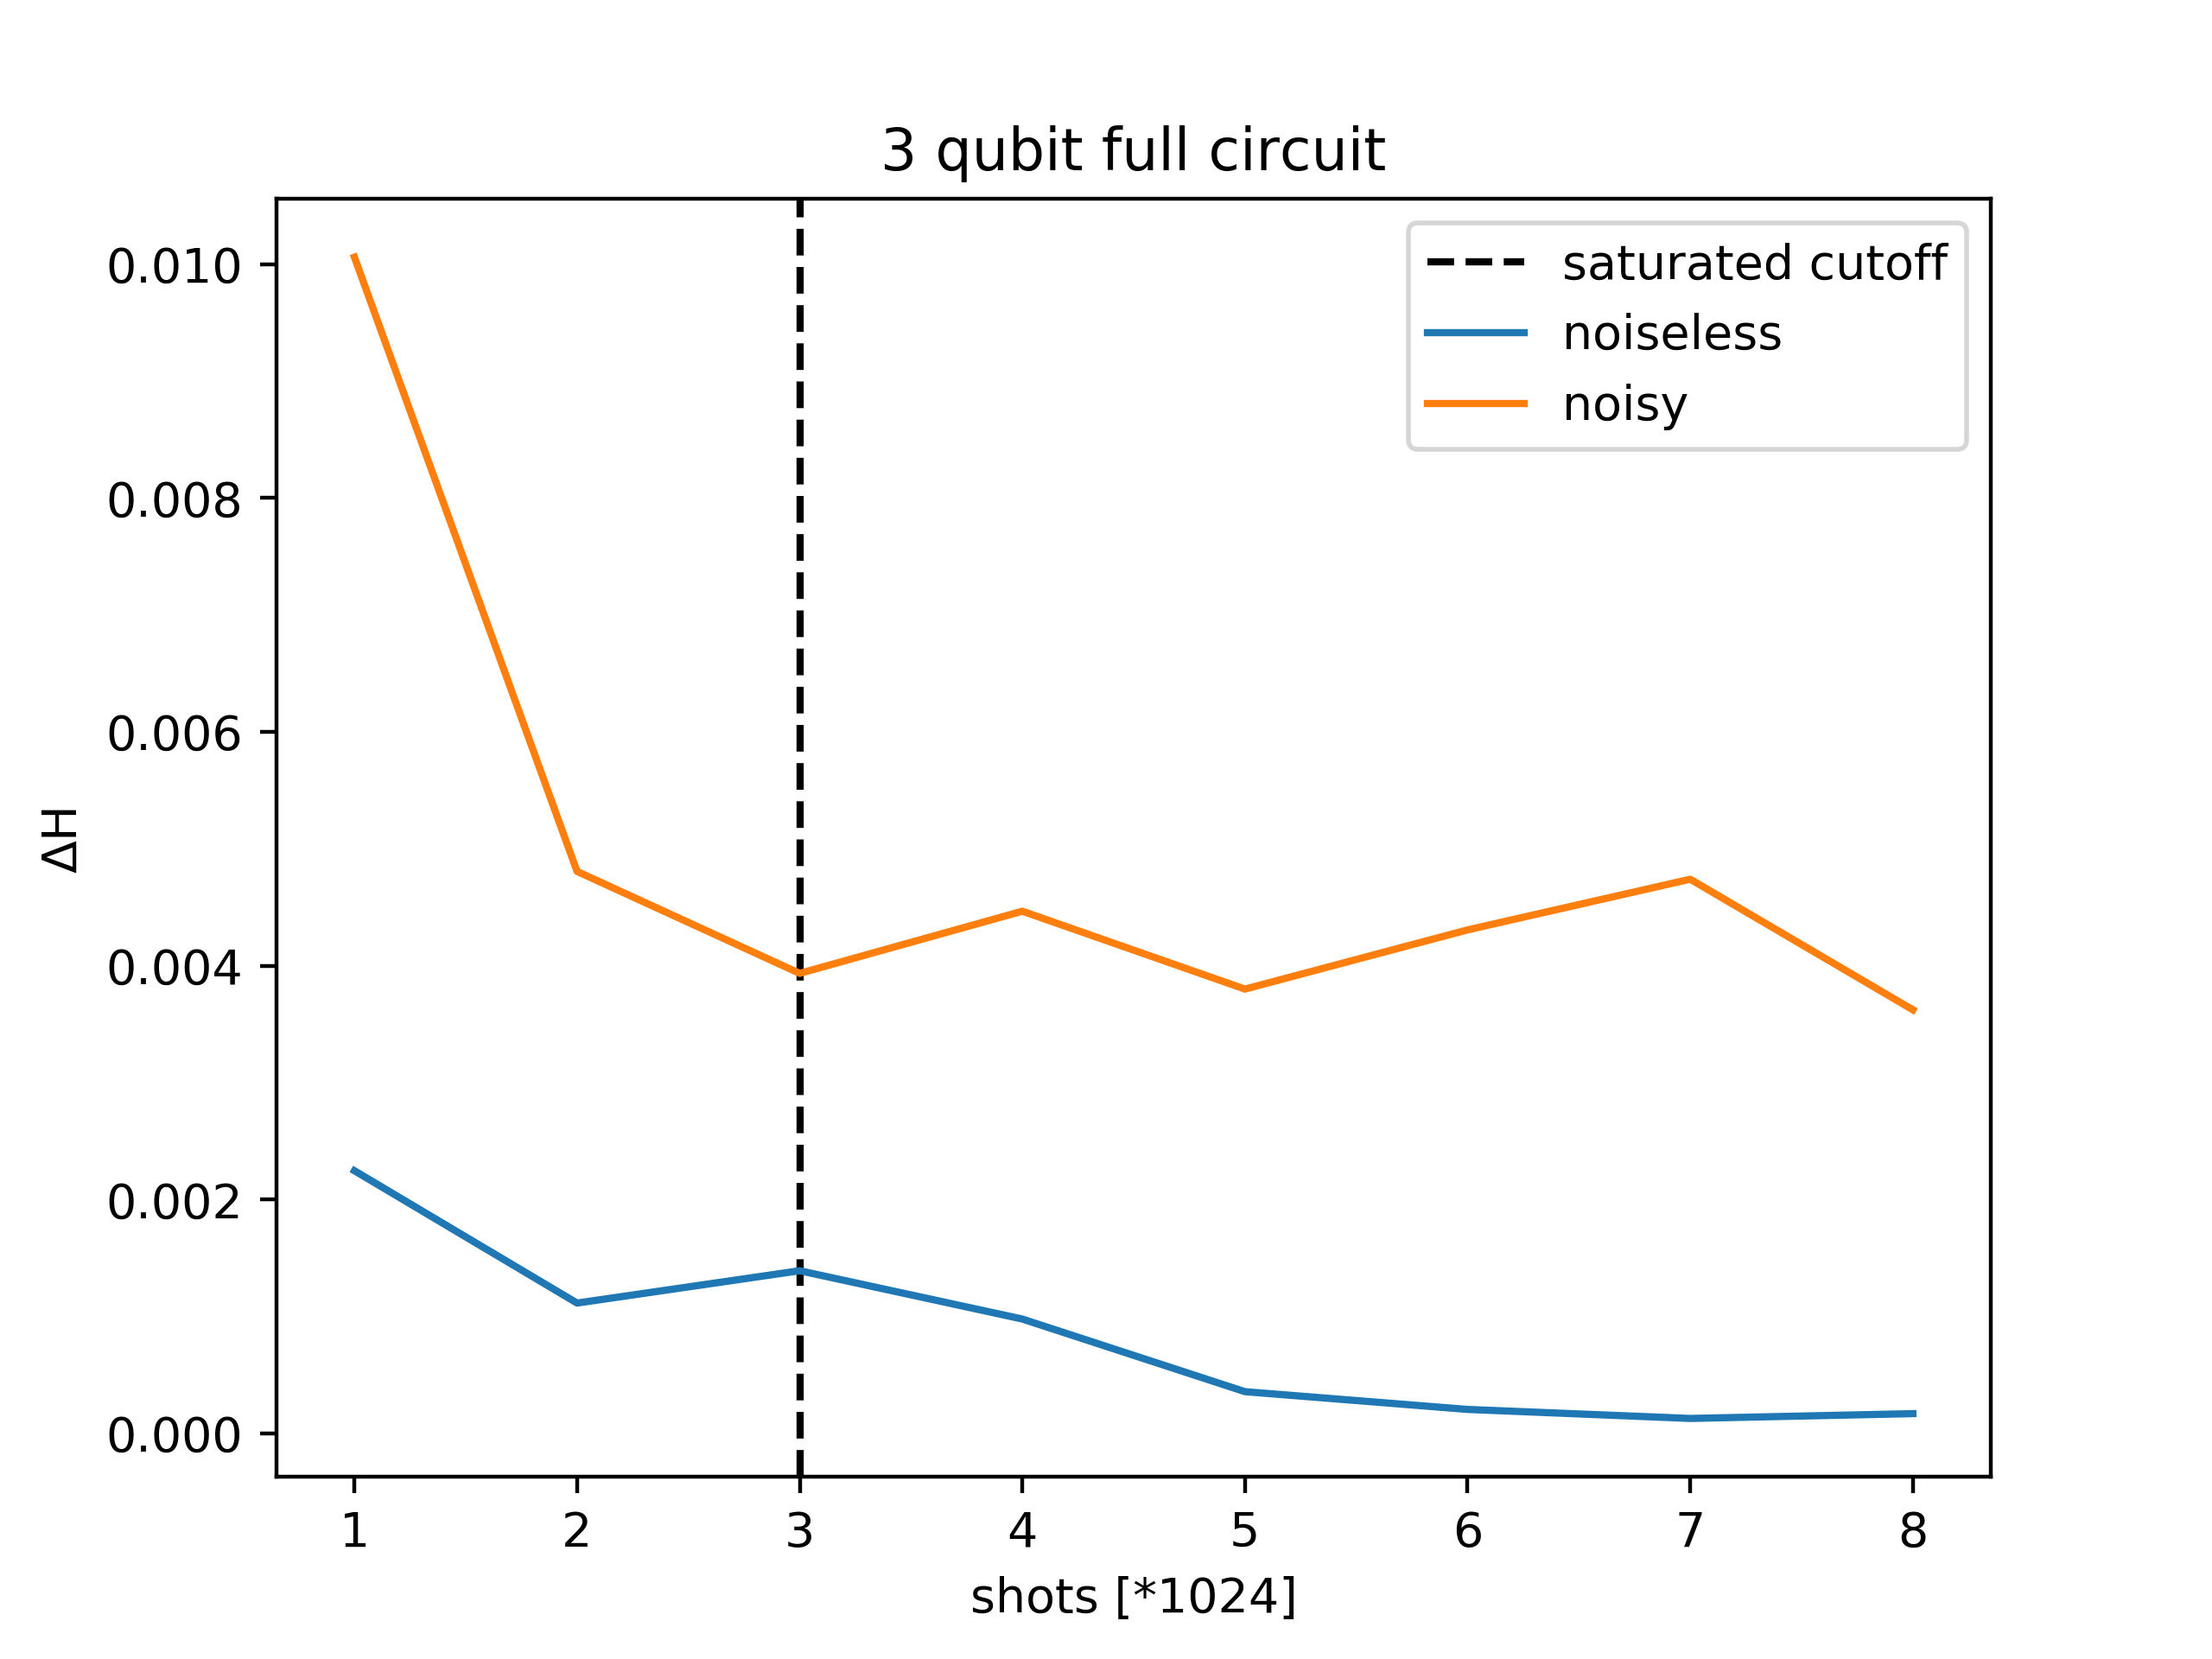 3 qubit full circuit
saturated cutoff
noiseless
noisy
0.010
0.008
0.006
0.004
0.002
0.000
ΔH
1 2 3 4 5 6 7 8
shots [*1024]